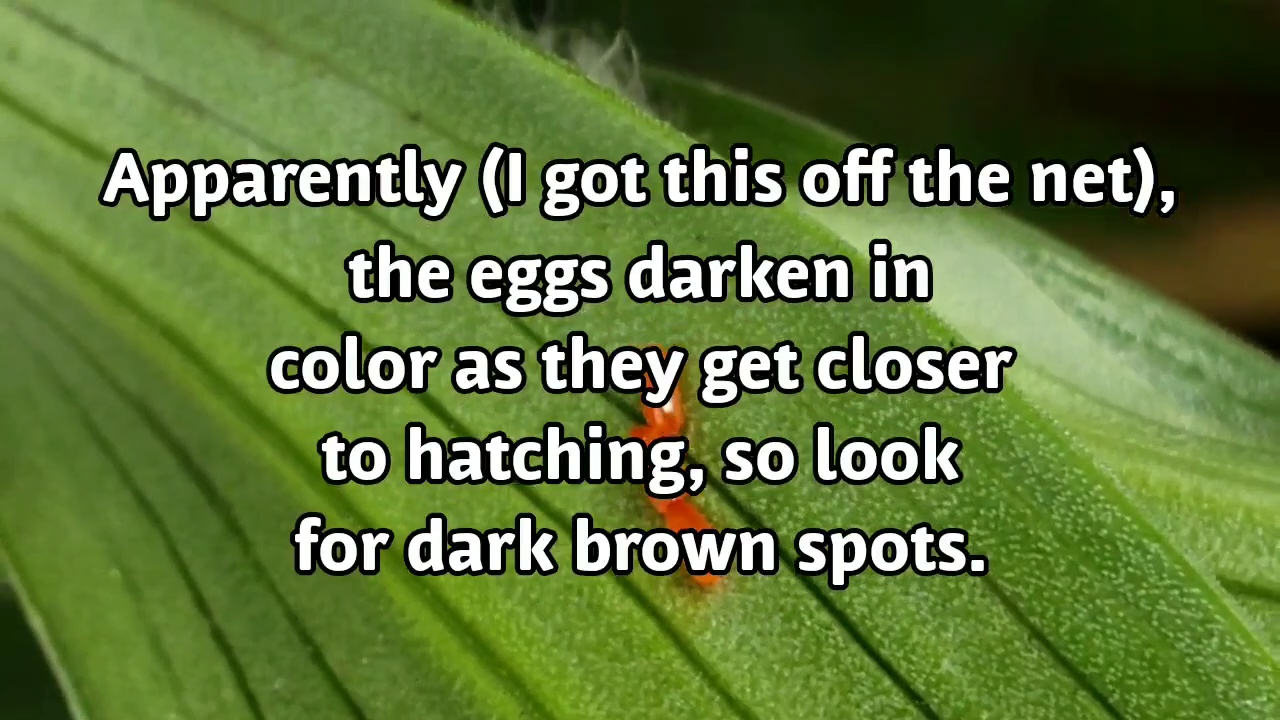 Apparently (I got this off the net),
the eggs darken in
color as they get closer
to hatching, so look
for dark brown spots.